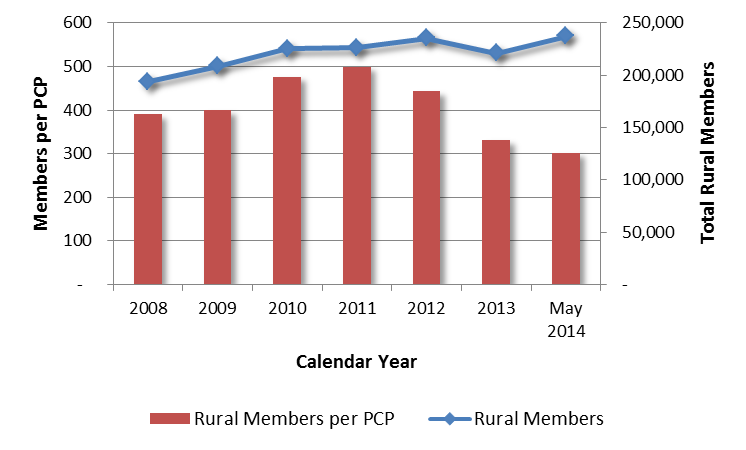 600
500
400
300
200
100
-
Members per PCP
250,000
200,000
150,000
100,000
50,000
-
Total Rural Members
2008 2009 2010 2011 2012 2013 May
2014
Calendar Year
Rural Members per PCP Rural Members